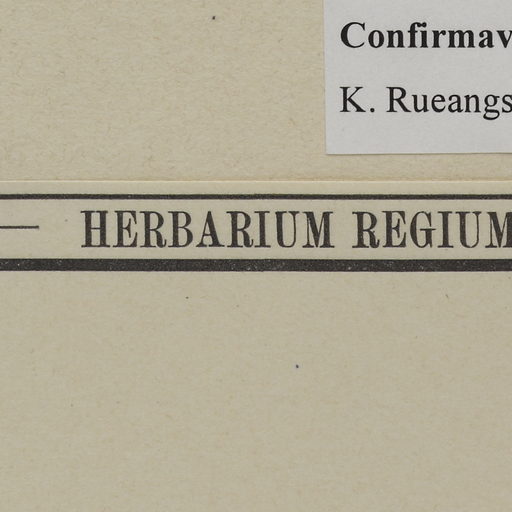 Confirmav
K. Rueangs
— HERBARIUM REGIUM